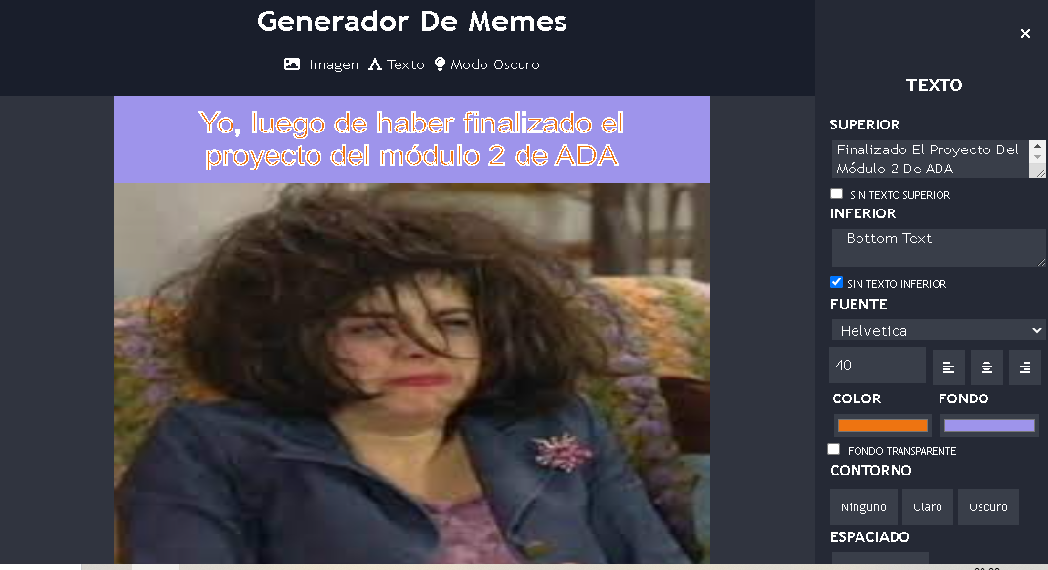 Generador De Memes
Imagen Texto Modo Oscuro
Yo, luego de haber finalizado el
proyecto del módulo 2 de ADA
TEXTO
SUPERIOR
Finalizado El Proyecto Del
Módulo 2 De ADA
SIN TEXTO SUPERIOR
INFERIOR
Bottom Text
SIN TEXTO INFERIOR
FUENTE
Helvetica
40
COLOR FONDO
FONDO TRANSPARENTE
CONTORNO
Ninguno Claro Oscuro
ESPACIADO